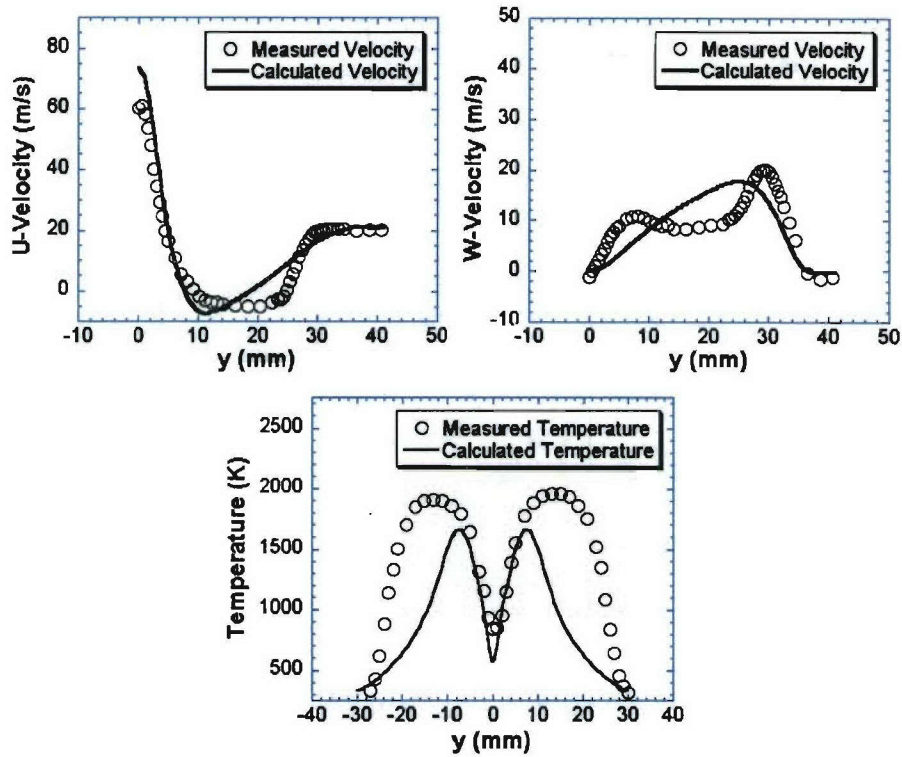 U-Velocity (m/s)
80
60
40
20
0
Measured Velocity
Calculated Velocity
-10 0 10 20 30 40 50
y (mm)
W-Velocity (m/s)
50
40
30
20
10
0
-10
Measured Velocity
Calculated Velocity
-10 0 10 20 30 40 50
y (mm)
Temperature (K)
2500
2000
1500
1000
500
Measured Temperature
Calculated Temperature
-40 -30 -20 -10 0 10 20 30 40
y (mm)